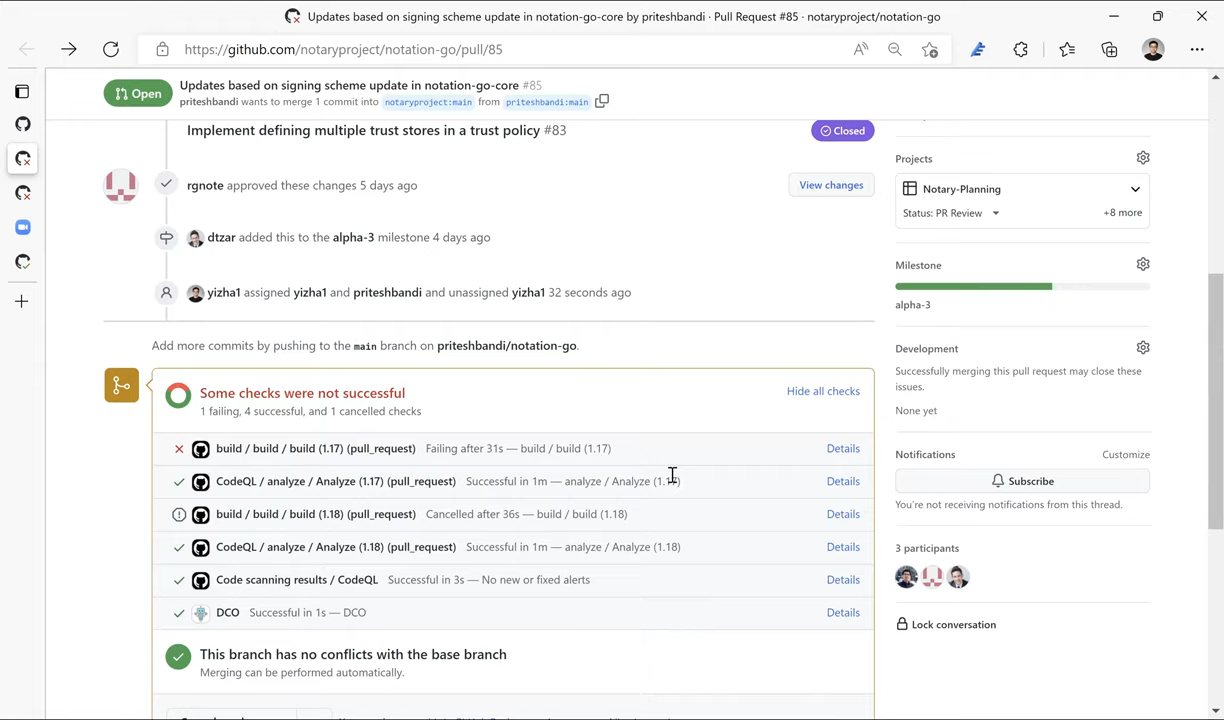 Updates based on signing scheme update in notation-go-core by priteshbandi · Pull Request #85 · notaryproject/notation-go
https://github.com/notaryproject/notation-go/pull/85
Open
Updates based on signing scheme update in notation-go-core #85
priteshbandi wants to merge 1 commit into notaryproject:main from priteshbandi:main
Implement defining multiple trust stores in a trust policy #83
Closed
rgnote approved these changes 5 days ago
View changes
dtzar added this to the alpha-3 milestone 4 days ago
yizha1 assigned yizha1 and priteshbandi and unassigned yizha1 32 seconds ago
Add more commits by pushing to the main branch on priteshbandi/notation-go.
Some checks were not successful
1 failing, 4 successful, and 1 cancelled checks
Hide all checks
build / build / build (1.17) (pull_request) Failing after 31s — build / build (1.17)
Details
CodeQL / analyze / Analyze (1.17) (pull_request) Successful in 1m — analyze / Analyze (1.17)
Details
build / build / build (1.18) (pull_request) Cancelled after 36s — build / build (1.18)
Details
CodeQL / analyze / Analyze (1.18) (pull_request) Successful in 1m — analyze / Analyze (1.18)
Details
Code scanning results / CodeQL Successful in 3s — No new or fixed alerts
Details
DCO Successful in 1s — DCO
Details
This branch has no conflicts with the base branch
Merging can be performed automatically.
Projects
Notary-Planning
Status: PR Review
+8 more
Milestone
alpha-3
Development
Successfully merging this pull request may close these
issues.
None yet
Notifications
Customize
Subscribe
You're not receiving notifications from this thread.
3 participants
Lock conversation